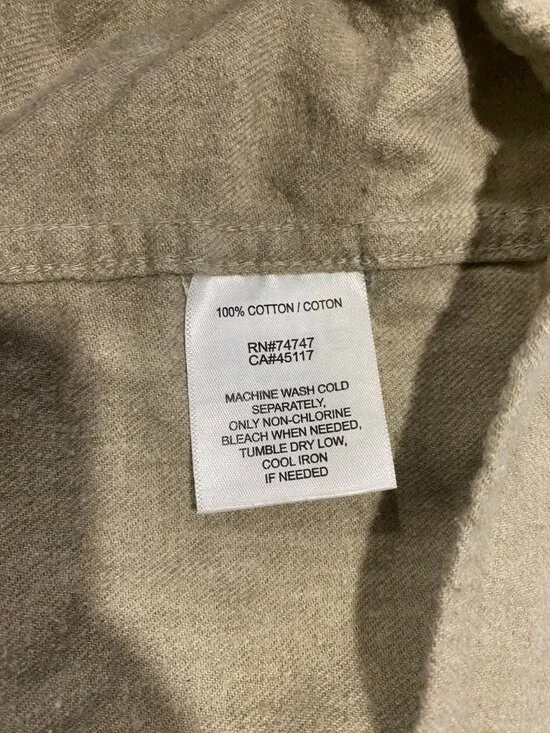 100% COTTON / COTON
RN#74747
CA#45117
MACHINE WASH COLD
SEPARATELY,
ONLY NON-CHLORINE
BLEACH WHEN NEEDED,
TUMBLE DRY LOW,
COOL IRON
IF NEEDED